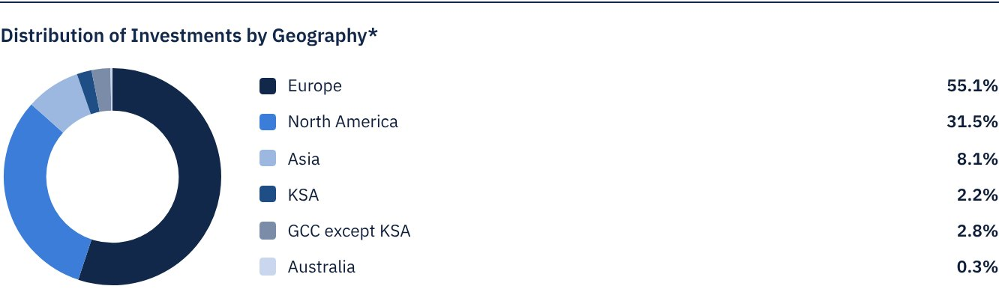 Distribution of Investments by Geography*
Europe 55.1%
North America 31.5%
Asia 8.1%
KSA 2.2%
GCC except KSA 2.8%
Australia 0.3%